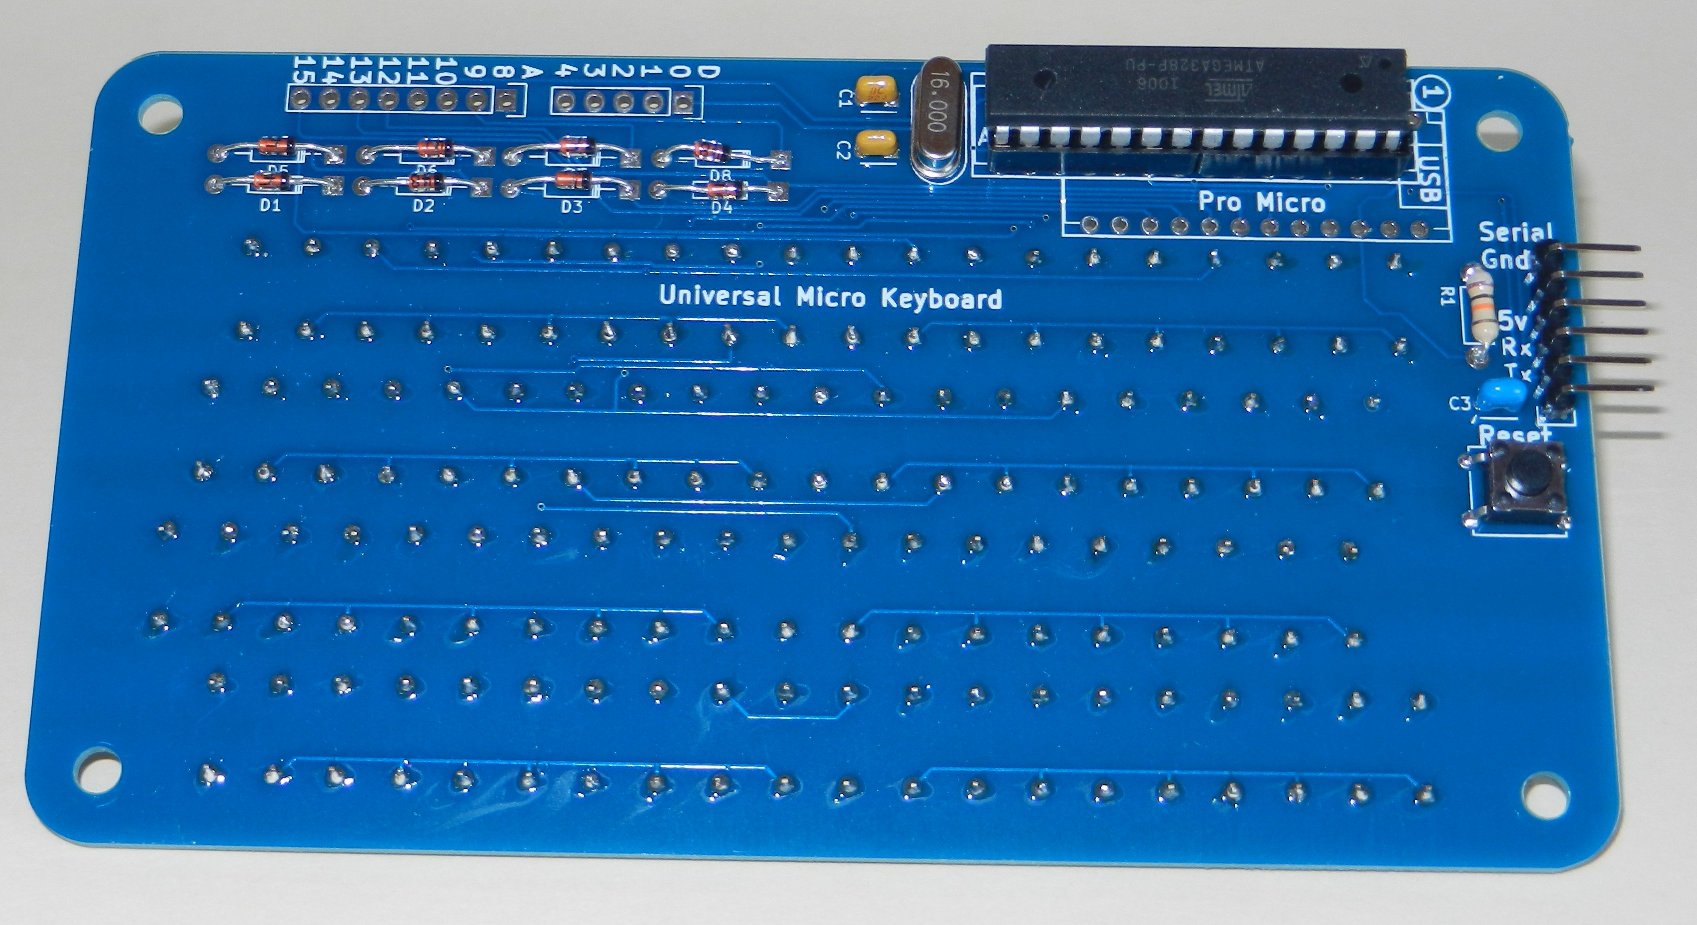 15 14 13 12 11 10 9 8 A
4 3 2 1 0 D
C1
16.000
ATMEL
1006
ATMEGA328P-PU
1
USB
C2
A
D5 D6 D8
D1 D2 D3 D4
Pro Micro
Serial
Gnd
Universal Micro Keyboard
R1
5v
Rx
Tx
C3
Reset